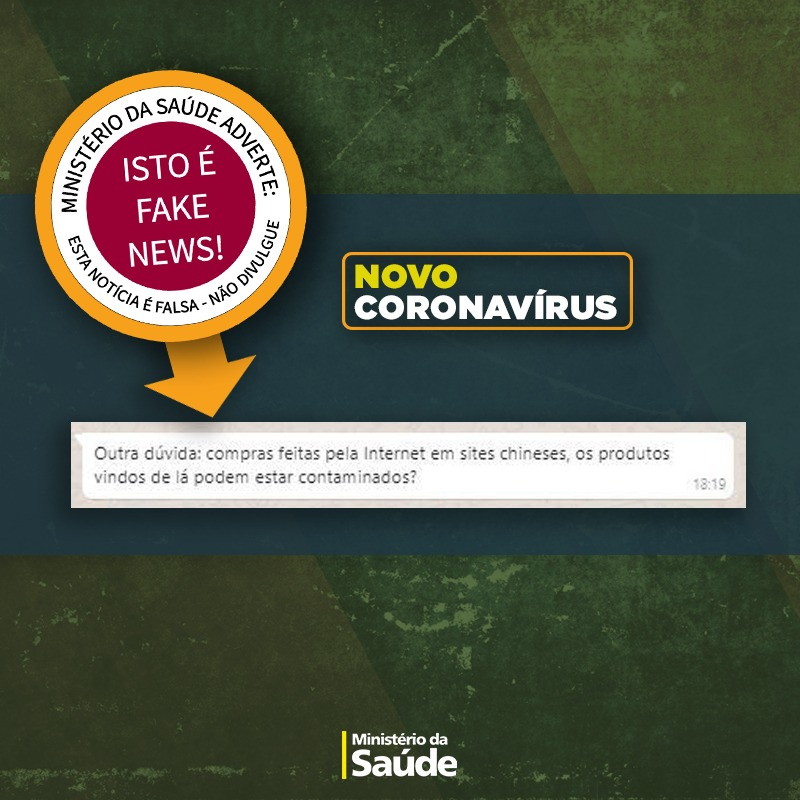 MINISTÉRIO DA SAÚDE ADVERTE:
ISTO É
FAKE
NEWS!
ESTA NOTÍCIA É FALSA - NÃO DIVULGUE
NOVO
CORONAVÍRUS
Outra dúvida: compras feitas pela Internet em sites chineses, os produtos
vindos de lá podem estar contaminados?
18:19
Ministério da
Saúde